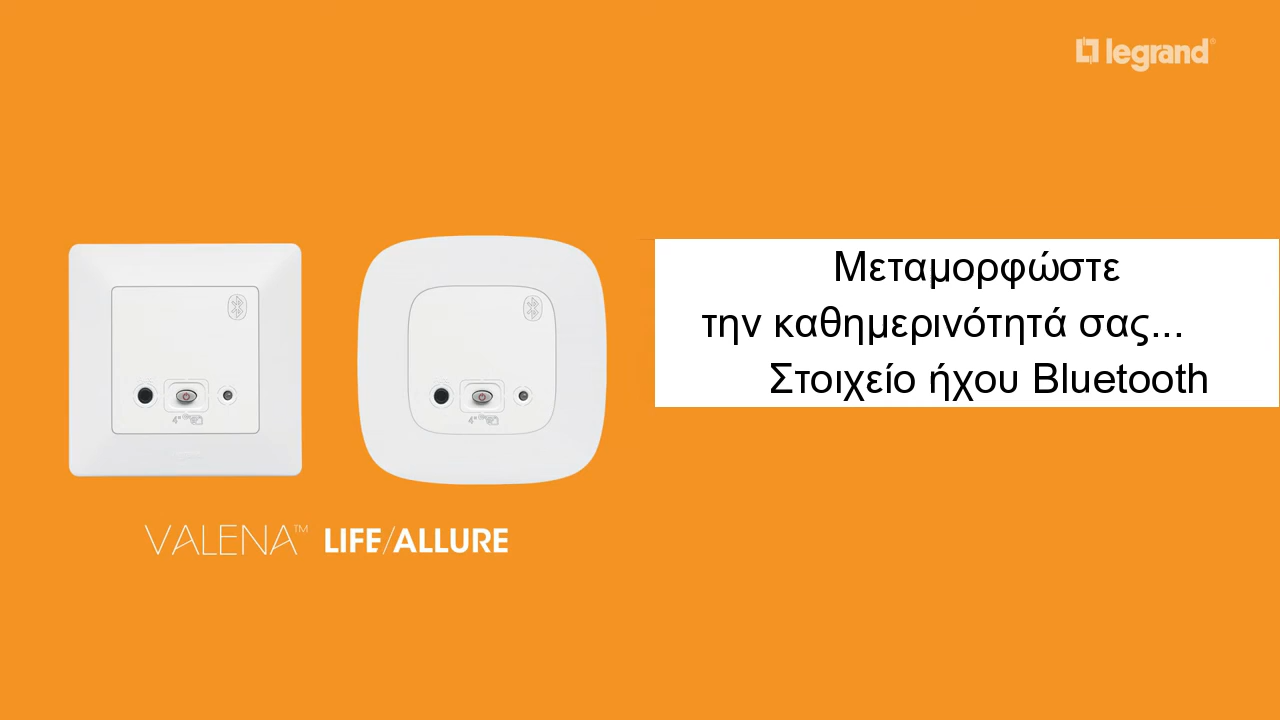 legrand®
Μεταμορφώστε
την καθημερινότητά σας...
Στοιχείο ήχου Bluetooth
VALENA™ LIFE/ALLURE